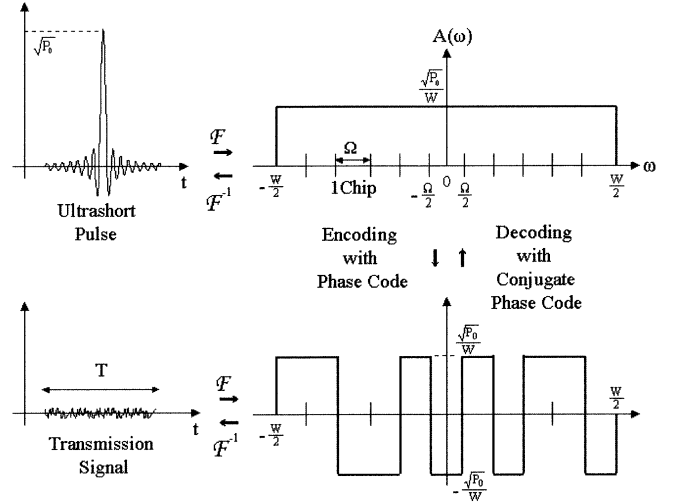 A(ω)
√P₀
√P₀/W
ℱ
Ω
t
ω
ℱ⁻¹
-W/2
1Chip
-Ω/2
0
Ω/2
W/2
Ultrashort
Pulse
Encoding
with
Phase Code
Decoding
with
Conjugate
Phase Code
√P₀/W
T
ℱ
W/2
t
ℱ⁻¹
-W/2
Transmission
Signal
-√P₀/W